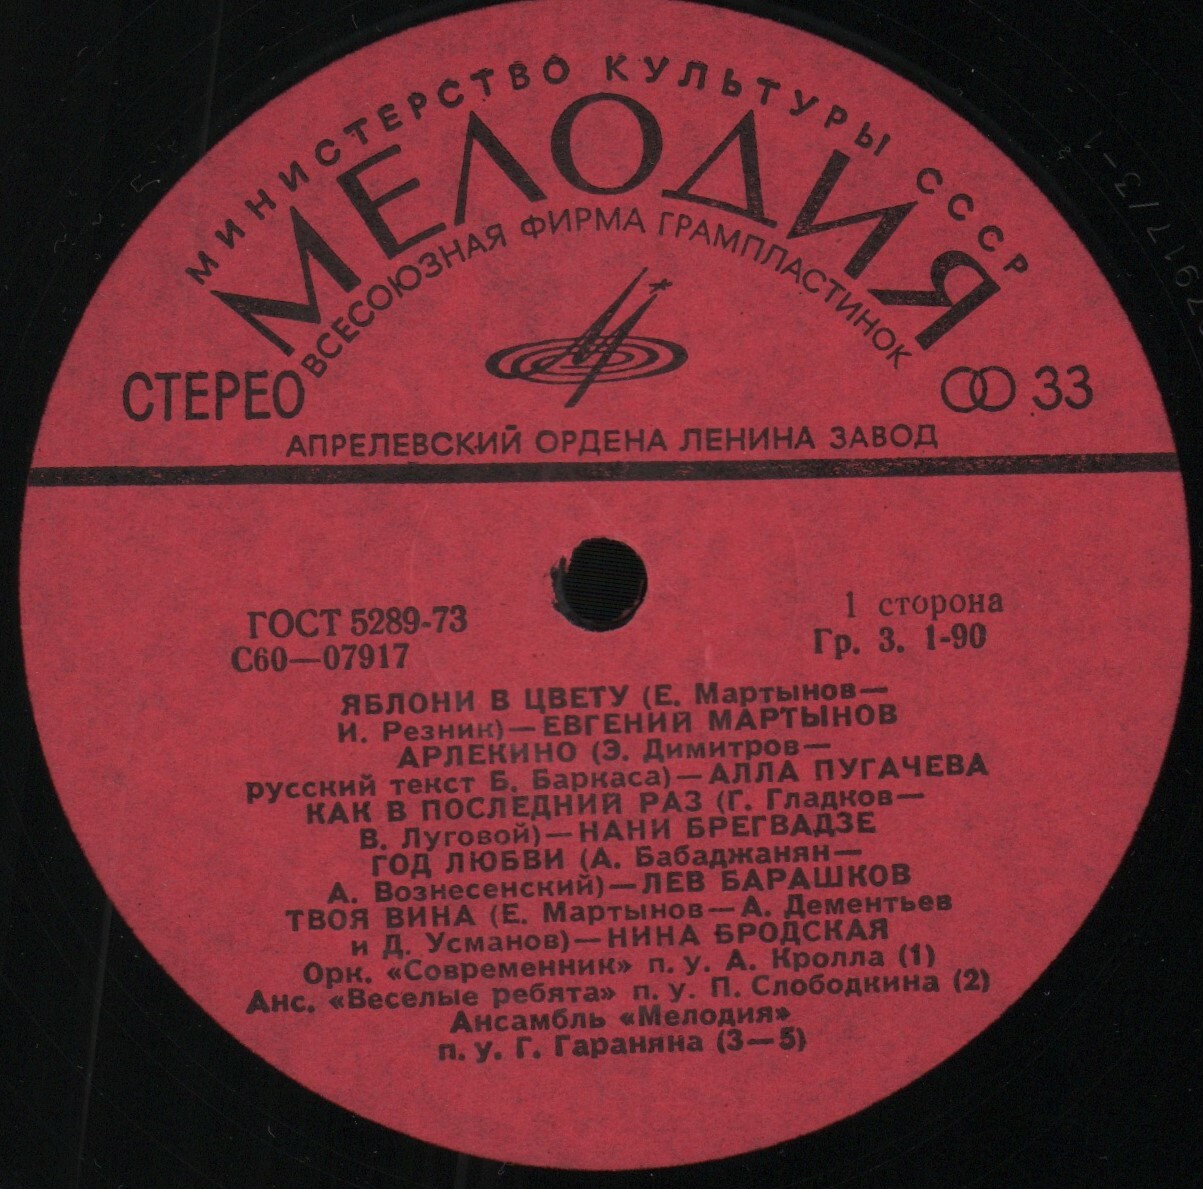 МИНИСТЕРСТВО КУЛЬТУРЫ СССР
МЕЛОДИЯ
ВСЕСОЮЗНАЯ ФИРМА ГРАМПЛАСТИНОК
СТЕРЕО
33
АПРЕЛЕВСКИЙ ОРДЕНА ЛЕНИНА ЗАВОД
ГОСТ 5289-73
С60—07917
1 сторона
Гр. 3. 1-90
ЯБЛОНИ В ЦВЕТУ (Е. Мартынов—
И. Резник)—ЕВГЕНИЙ МАРТЫНОВ
АРЛЕКИНО (Э. Димитров—
русский текст Б. Баркаса)—АЛЛА ПУГАЧЕВА
КАК В ПОСЛЕДНИЙ РАЗ (Г. Гладков—
В. Луговой)—НАНИ БРЕГВАДЗЕ
ГОД ЛЮБВИ (А. Бабаджанян—
А. Вознесенский)—ЛЕВ БАРАШКОВ
ТВОЯ ВИНА (Е. Мартынов—А. Дементьев
и Д. Усманов)—НИНА БРОДСКАЯ
Орк. «Современник» п. у. А. Кролла (1)
Анс. «Веселые ребята» п. у. П. Слободкина (2)
Ансамбль «Мелодия»
п. у. Г. Гараняна (3—5)